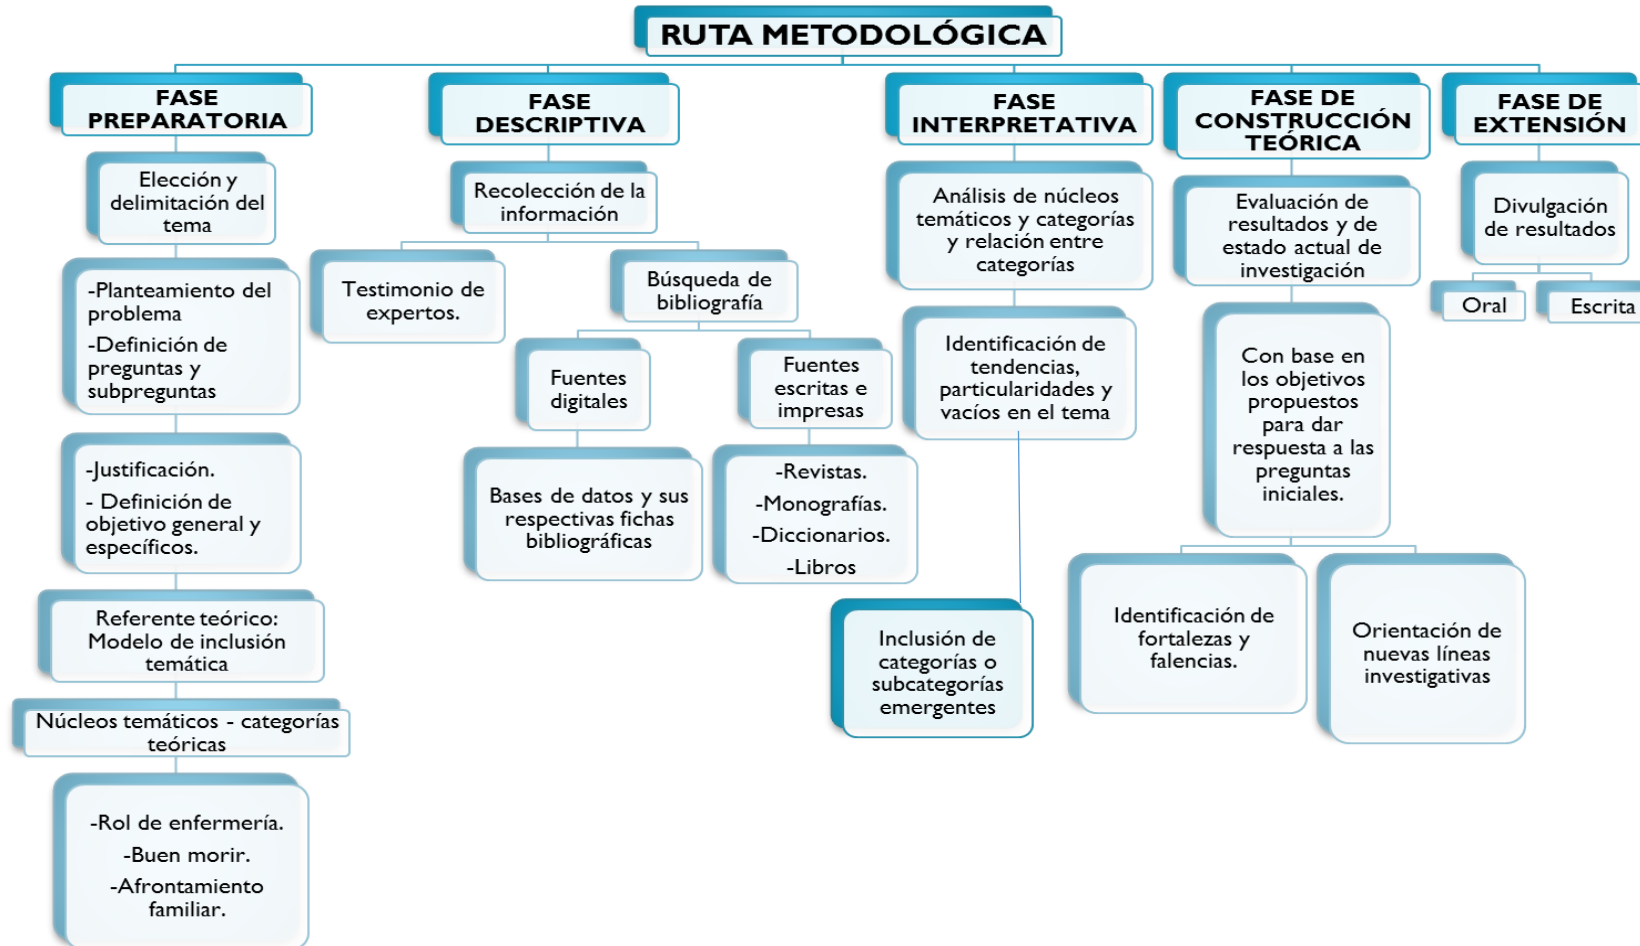 RUTA METODOLÓGICA
FASE
PREPARATORIA
Elección y
delimitación del
tema
-Planteamiento del
problema
-Definición de
preguntas y
subpreguntas
-Justificación.
- Definición de
objetivo general y
específicos.
Referente teórico:
Modelo de inclusión
temática
Núcleos temáticos - categorías
teóricas
-Rol de enfermería.
-Buen morir.
-Afrontamiento
familiar.
FASE
DESCRIPTIVA
Recolección de la
información
Testimonio de
expertos.
Búsqueda de
bibliografía
Fuentes
digitales
Bases de datos y sus
respectivas fichas
bibliográficas
Fuentes
escritas e
impresas
-Revistas.
-Monografías.
-Diccionarios.
-Libros
FASE
INTERPRETATIVA
Análisis de núcleos
temáticos y categorías
y relación entre
categorías
Identificación de
tendencias,
particularidades y
vacíos en el tema
Inclusión de
categorías o
subcategorías
emergentes
FASE DE
CONSTRUCCIÓN
TEÓRICA
Evaluación de
resultados y de
estado actual de
investigación
Con base en
los objetivos
propuestos
para dar
respuesta a las
preguntas
iniciales.
Identificación de
fortalezas y
falencias.
Orientación de
nuevas líneas
investigativas
FASE DE
EXTENSIÓN
Divulgación
de resultados
Oral
Escrita